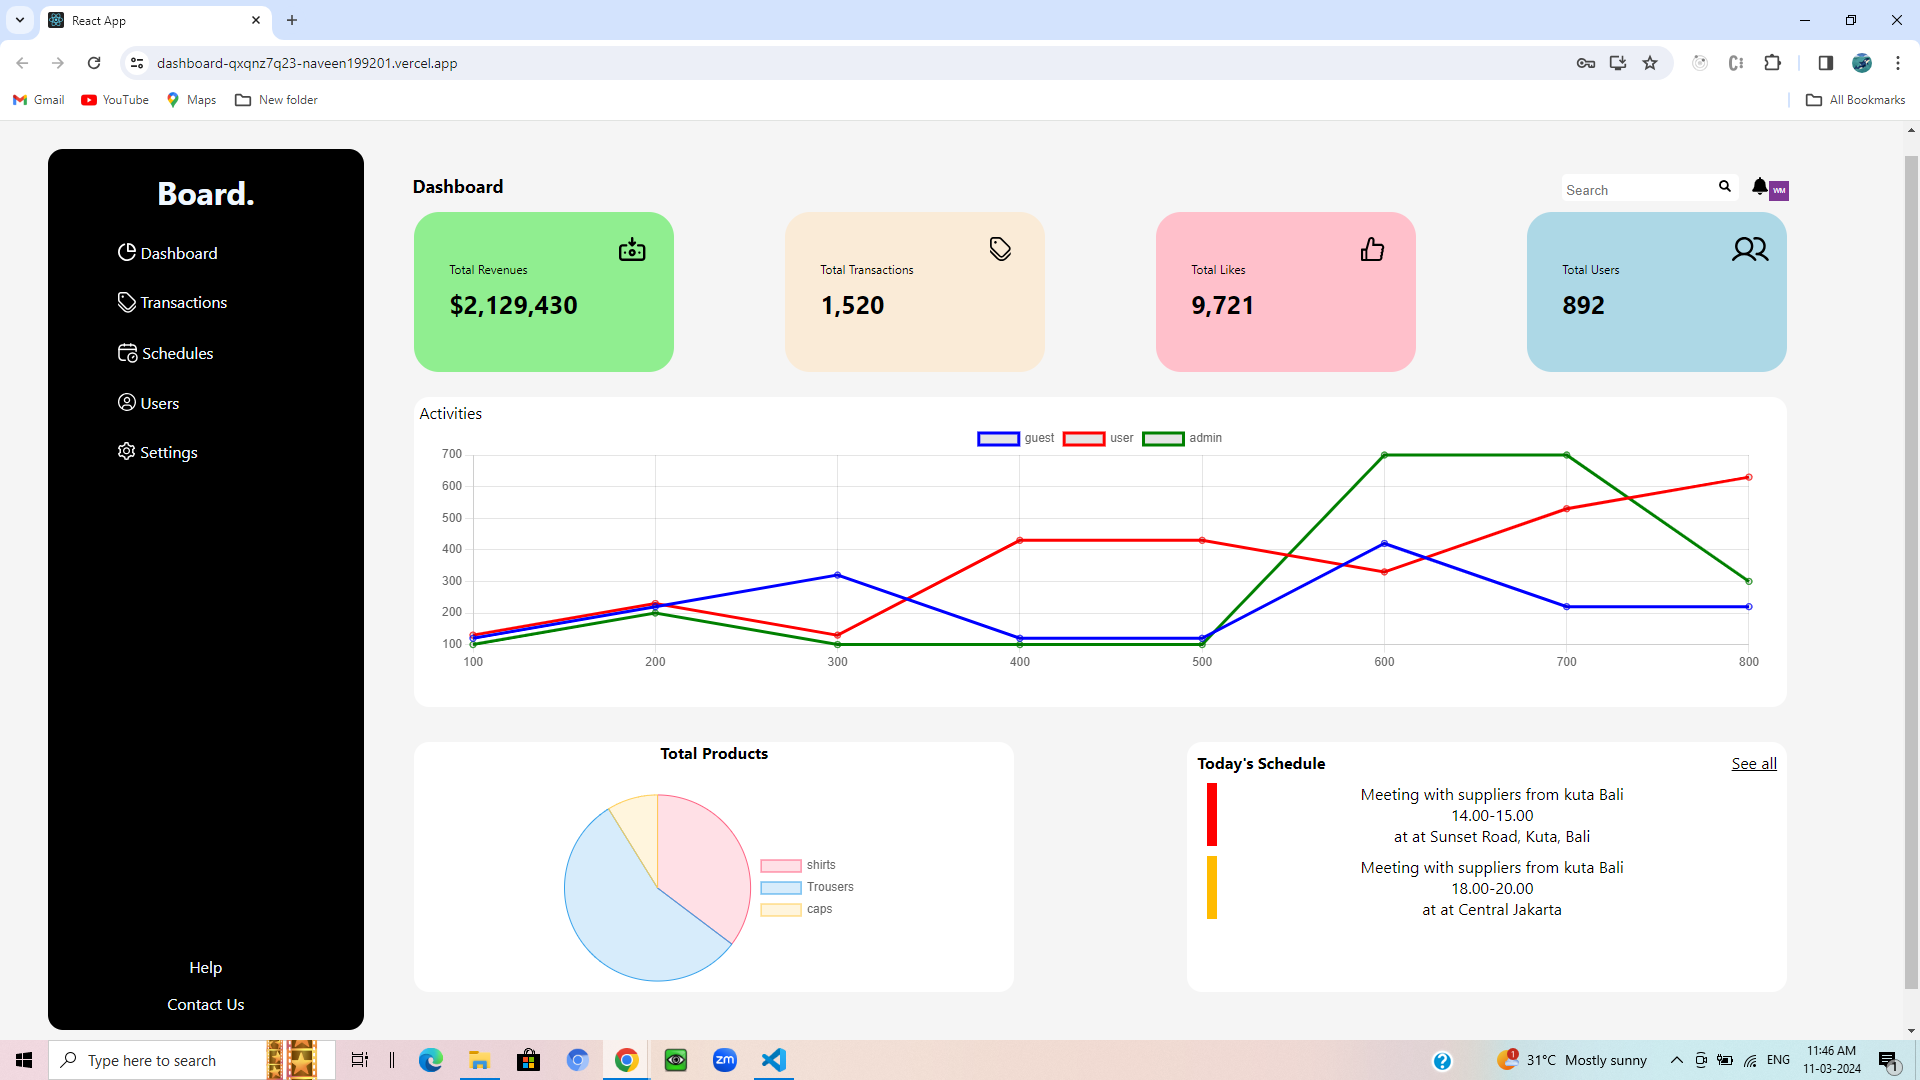 React App
dashboard-qxqnz7q23-naveen199201.vercel.app
Gmail
YouTube
Maps
New folder
All Bookmarks
Board.
Dashboard
Transactions
Schedules
Users
Settings
Help
Contact Us
Dashboard
Search
WM
Total Revenues
$2,129,430
Total Transactions
1,520
Total Likes
9,721
Total Users
892
Activities
guest
user
admin
700
600
500
400
300
200
100
100 200 300 400 500 600 700 800
Total Products
shirts
Trousers
caps
Today's Schedule
See all
Meeting with suppliers from kuta Bali
14.00-15.00
at at Sunset Road, Kuta, Bali
Meeting with suppliers from kuta Bali
18.00-20.00
at at Central Jakarta
Type here to search
zm
1
31°C Mostly sunny
ENG
11:46 AM
11-03-2024
1